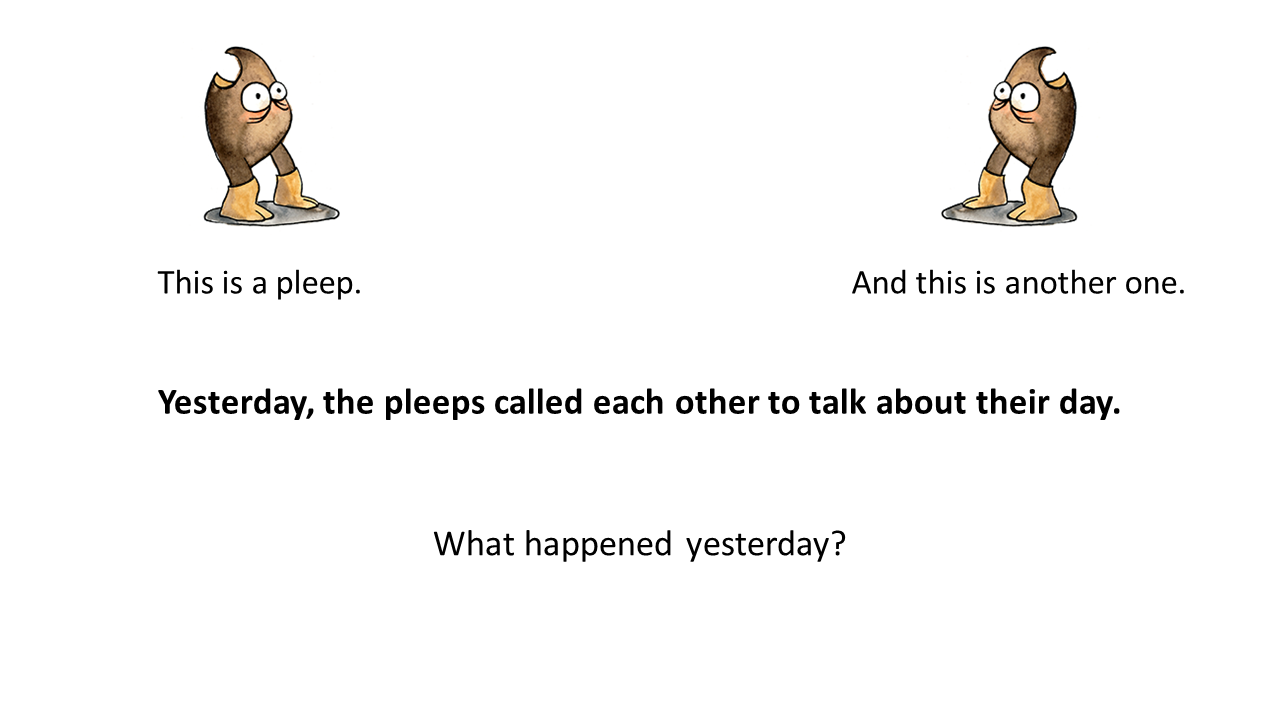 This is a pleep.
And this is another one.
Yesterday, the pleeps called each other to talk about their day.
What happened yesterday?